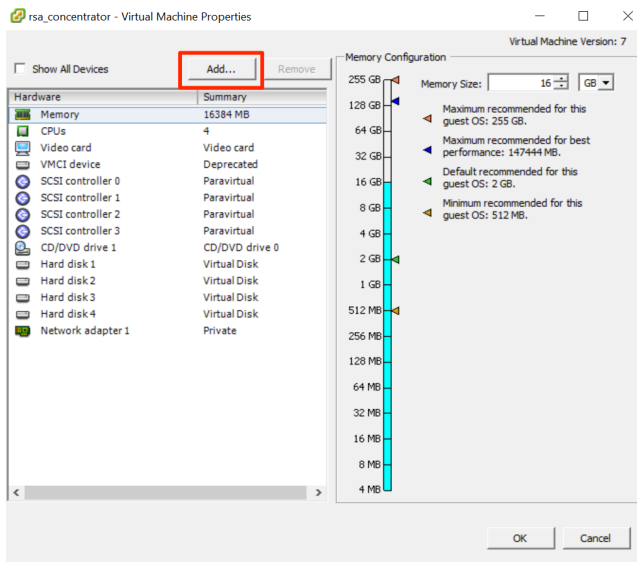 rsa_concentrator - Virtual Machine Properties
Virtual Machine Version: 7
Show All Devices
Add...
Remove
Hardware Summary
Memory 16384 MB
CPUs 4
Video card Video card
VMCI device Deprecated
SCSI controller 0 Paravirtual
SCSI controller 1 Paravirtual
SCSI controller 2 Paravirtual
SCSI controller 3 Paravirtual
CD/DVD drive 1 CD/DVD drive 0
Hard disk 1 Virtual Disk
Hard disk 2 Virtual Disk
Hard disk 3 Virtual Disk
Hard disk 4 Virtual Disk
Network adapter 1 Private
Memory Configuration
255 GB
128 GB
64 GB
32 GB
16 GB
8 GB
4 GB
2 GB
1 GB
512 MB
256 MB
128 MB
64 MB
32 MB
16 MB
8 MB
4 MB
Memory Size: 16 GB
Maximum recommended for this
guest OS: 255 GB.
Maximum recommended for best
performance: 147444 MB.
Default recommended for this
guest OS: 2 GB.
Minimum recommended for this
guest OS: 512 MB.
OK
Cancel